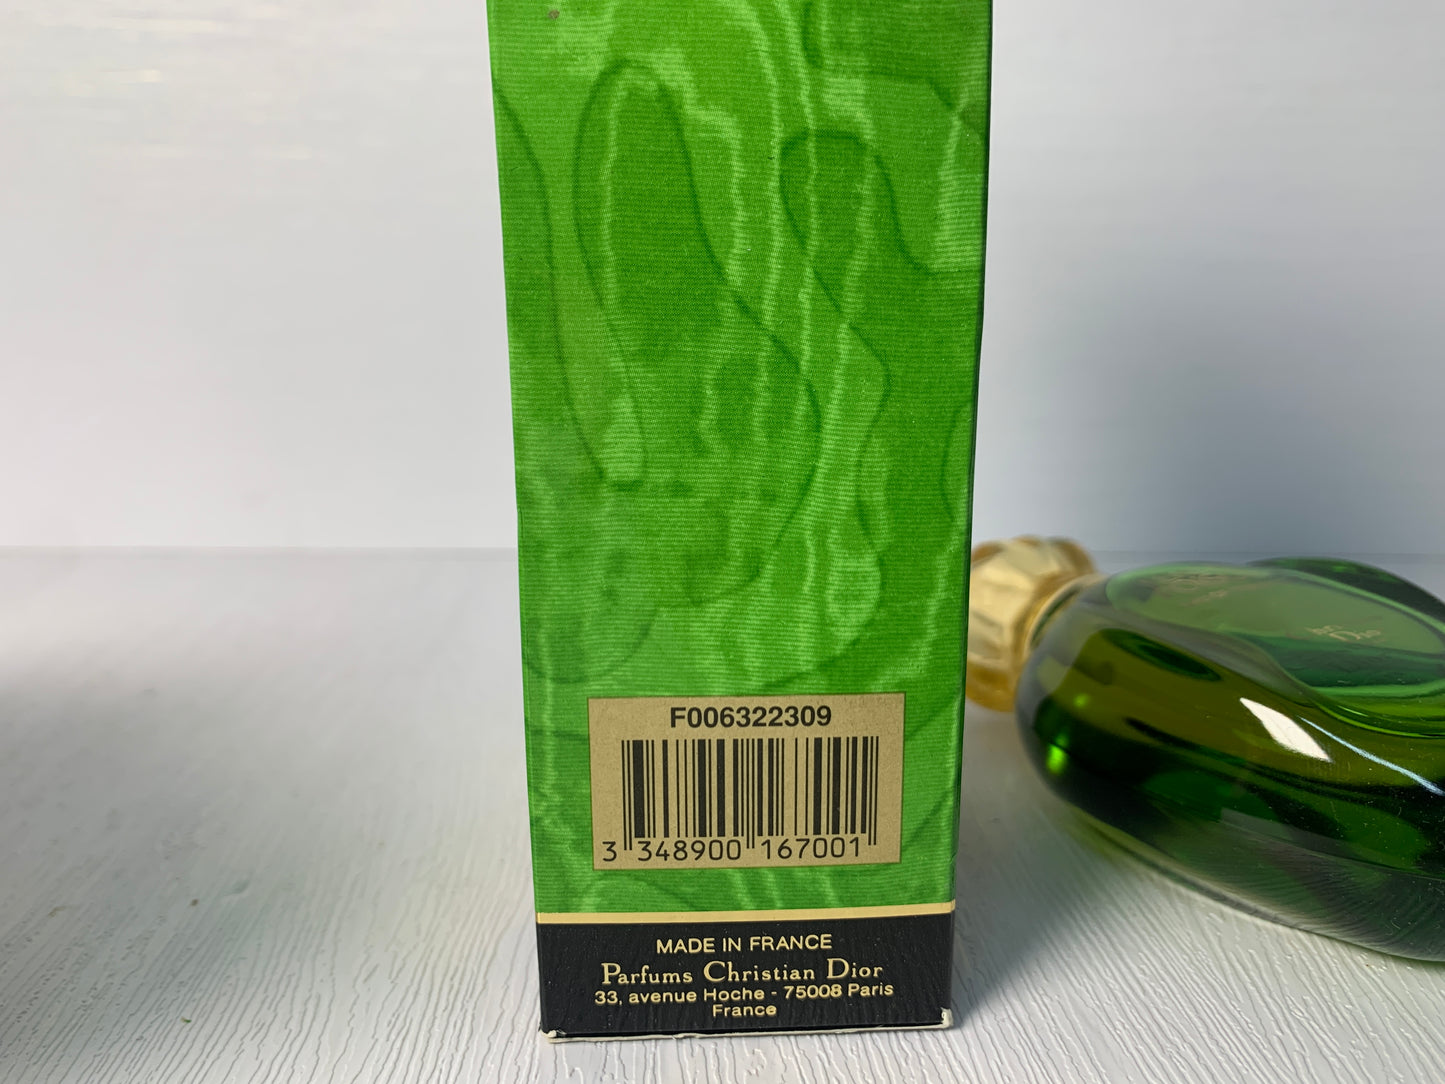 F006322309
3 348900 167001
MADE IN FRANCE
Parfums Christian Dior
33, avenue Hoche - 75008 Paris
France
Dior